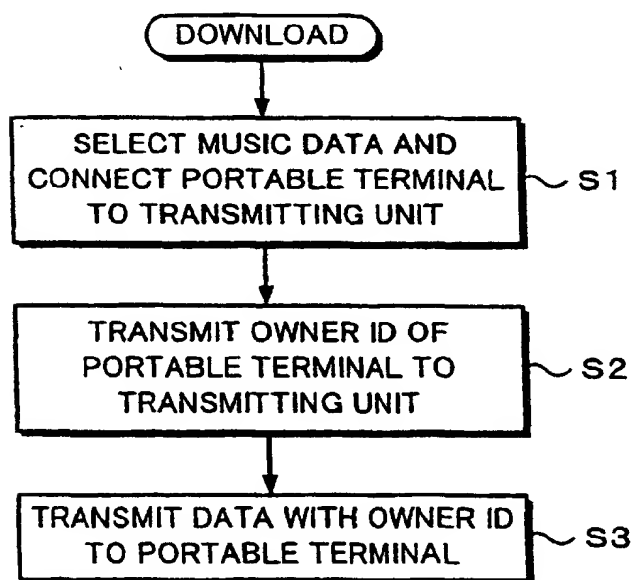 DOWNLOAD
SELECT MUSIC DATA AND
CONNECT PORTABLE TERMINAL
TO TRANSMITTING UNIT
S1
TRANSMIT OWNER ID OF
PORTABLE TERMINAL TO
TRANSMITTING UNIT
S2
TRANSMIT DATA WITH OWNER ID
TO PORTABLE TERMINAL
S3